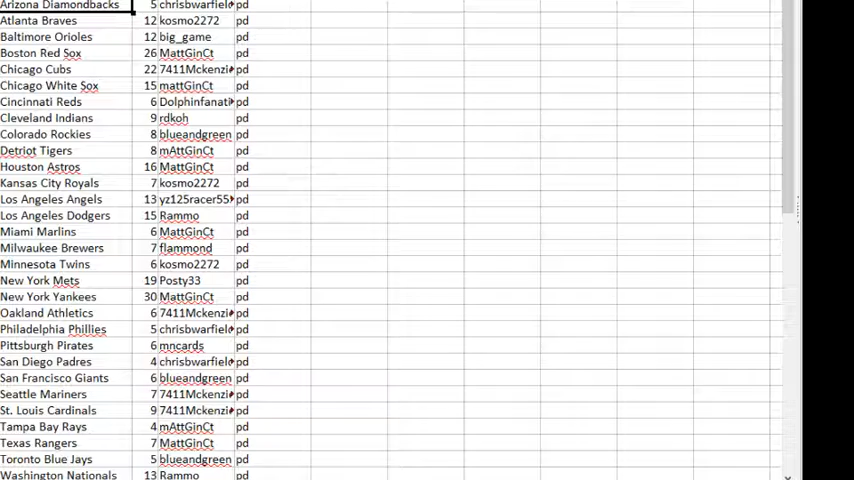 Arizona Diamondbacks 5 chrisbwarfiel pd
Atlanta Braves 12 kosmo2272 pd
Baltimore Orioles 12 big_game pd
Boston Red Sox 26 MattGinCt pd
Chicago Cubs 22 7411Mckenzi pd
Chicago White Sox 15 mattGinCt pd
Cincinnati Reds 6 Dolphinfanati pd
Cleveland Indians 9 rdkoh pd
Colorado Rockies 8 blueandgreen pd
Detriot Tigers 8 mAttGinCt pd
Houston Astros 16 MattGinCt pd
Kansas City Royals 7 kosmo2272 pd
Los Angeles Angels 13 yz125racer55 pd
Los Angeles Dodgers 15 Rammo pd
Miami Marlins 6 MattGinCt pd
Milwaukee Brewers 7 flammond pd
Minnesota Twins 6 kosmo2272 pd
New York Mets 19 Posty33 pd
New York Yankees 30 MattGinCt pd
Oakland Athletics 6 7411Mckenzi pd
Philadelphia Phillies 5 chrisbwarfiel pd
Pittsburgh Pirates 6 mncards pd
San Diego Padres 4 chrisbwarfiel pd
San Francisco Giants 6 blueandgreen pd
Seattle Mariners 7 7411Mckenzi pd
St. Louis Cardinals 9 7411Mckenzi pd
Tampa Bay Rays 4 mAttGinCt pd
Texas Rangers 7 MattGinCt pd
Toronto Blue Jays 5 blueandgreen pd
Washington Nationals 13 Rammo pd